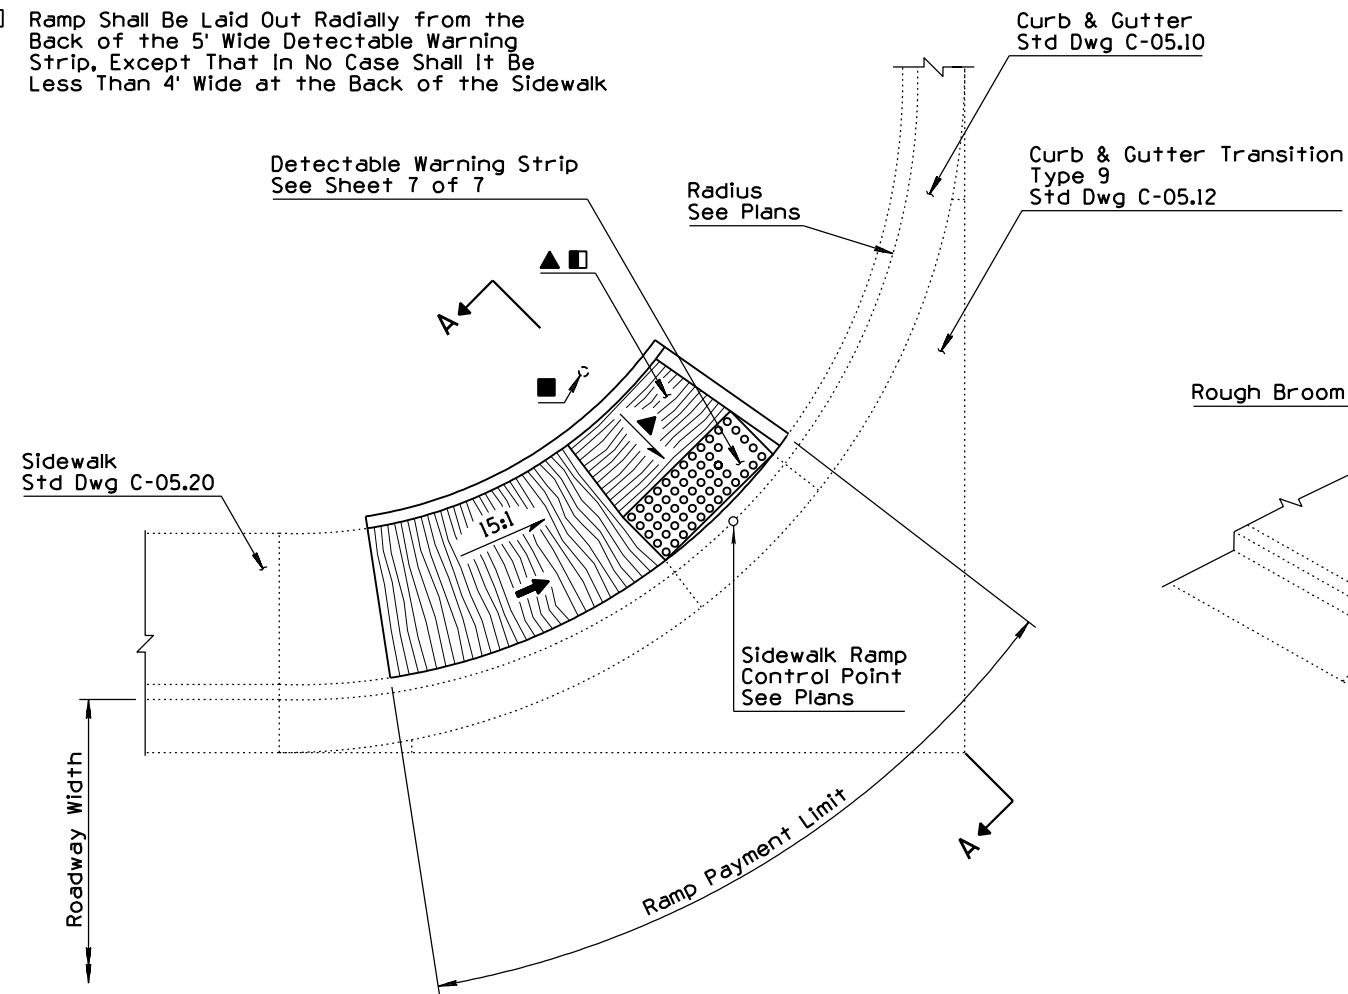 Ramp Shall Be Laid Out Radially from the
Back of the 5' Wide Detectable Warning
Strip, Except That In No Case Shall It Be
Less Than 4' Wide at the Back of the Sidewalk
Curb & Gutter
Std Dwg C-05.10
Detectable Warning Strip
See Sheet 7 of 7
Radius
See Plans
Curb & Gutter Transition
Type 9
Std Dwg C-05.12
A
Rough Broom
Sidewalk
Std Dwg C-05.20
15:1
Sidewalk Ramp
Control Point
See Plans
Roadway Width
Ramp Payment Limit
A